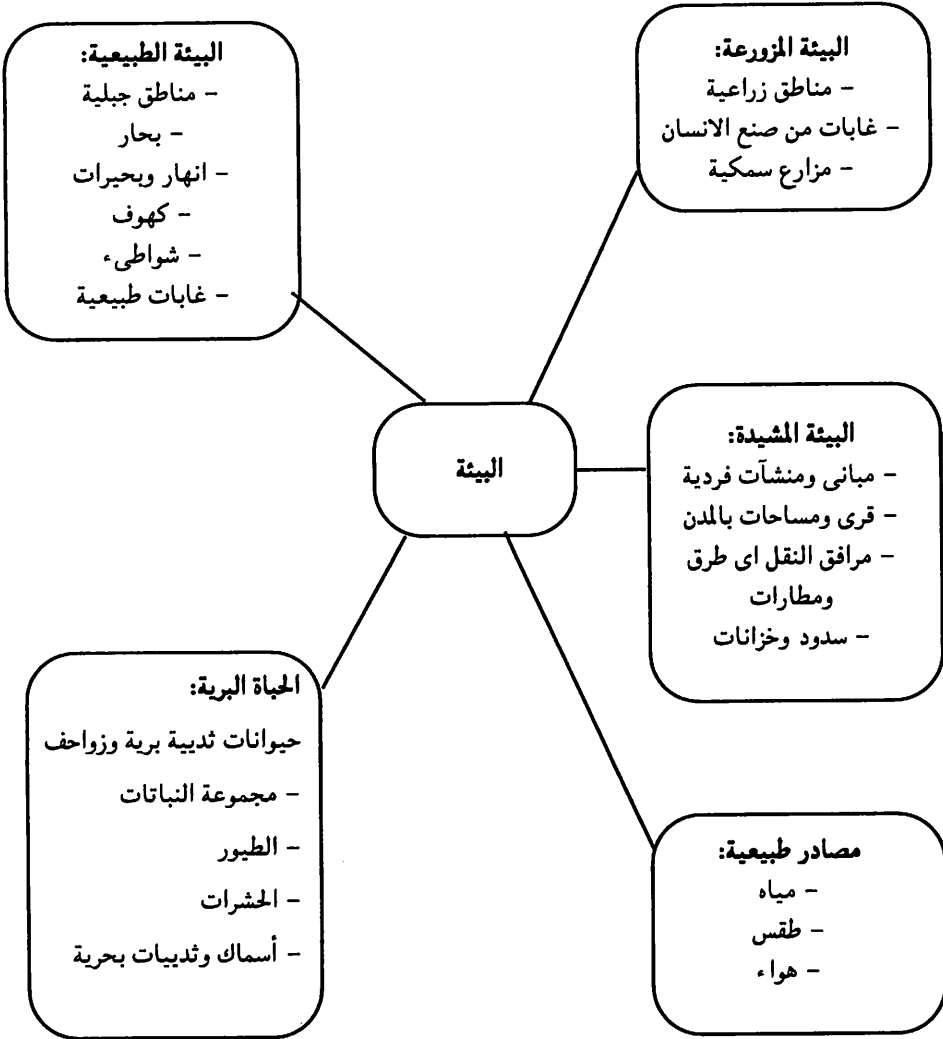 البيئة المزورعة:
– مناطق زراعية
– غابات من صنع الانسان
– مزارع سمكية
البيئة الطبيعية:
– مناطق جبلية
– بحار
– انهار وبحيرات
– كهوف
– شواطىء
– غابات طبيعية
البيئة
البيئة المشيدة:
– مبانى ومنشآت فردية
– قرى ومساحات بالمدن
– مرافق النقل اى طرق
ومطارات
– سدود وخزانات
الحياة البرية:
حيوانات ثديية برية وزواحف
– مجموعة النباتات
– الطيور
– الحشرات
– أسماك وثدييات بحرية
مصادر طبيعية:
– مياه
– طقس
– هواء